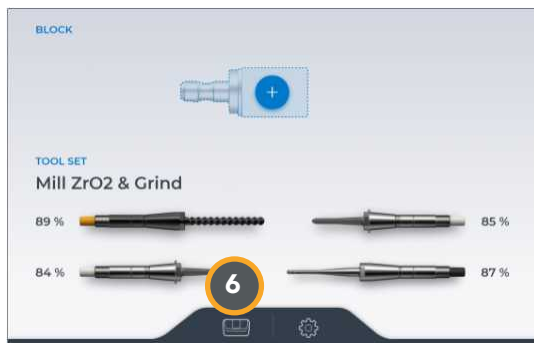 BLOCK
TOOL SET
Mill ZrO2 & Grind
89 %
85 %
84 %
87 %
6